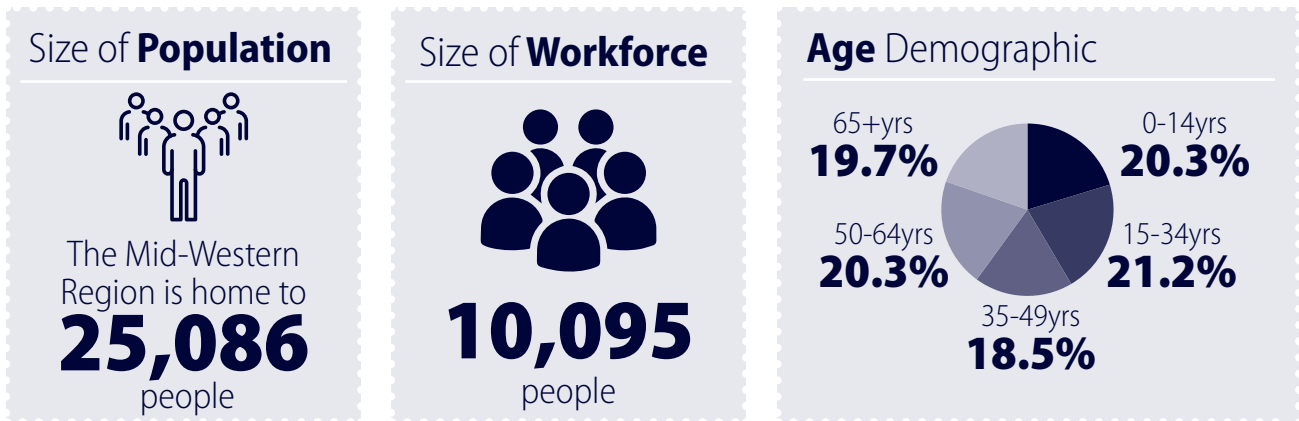 Size of Population
The Mid-Western
Region is home to
25,086
people
Size of Workforce
10,095
people
Age Demographic
65+yrs
19.7%
0-14yrs
20.3%
50-64yrs
20.3%
15-34yrs
21.2%
35-49yrs
18.5%